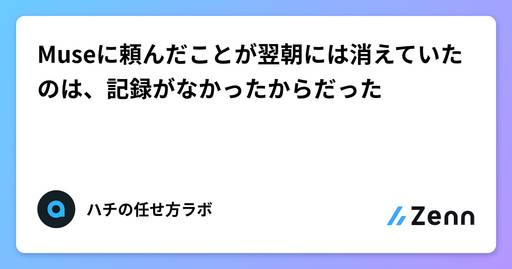 Museに頼んだことが翌朝には消えていた
のは、記録がなかったからだった
ハチの任せ方ラボ
Zenn